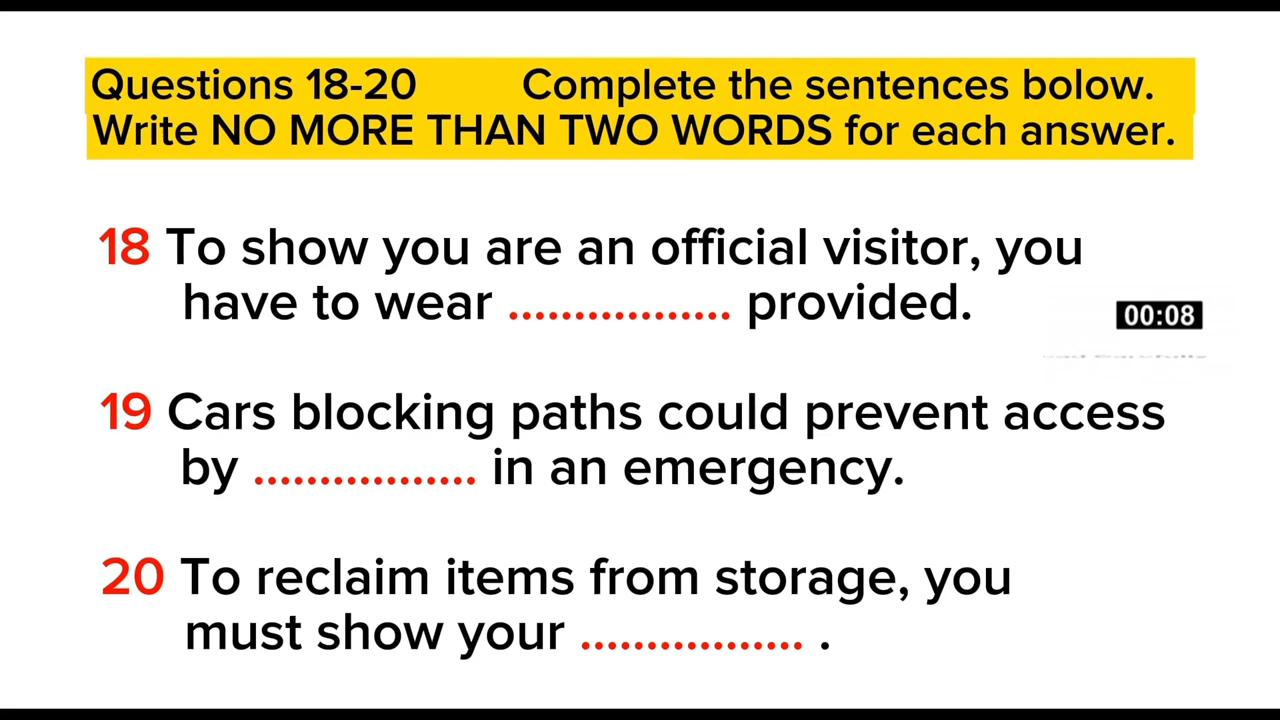 Questions 18-20 Complete the sentences bolow.
Write NO MORE THAN TWO WORDS for each answer.
18 To show you are an official visitor, you
have to wear ................. provided.
00:08
19 Cars blocking paths could prevent access
by ................. in an emergency.
20 To reclaim items from storage, you
must show your ................. .